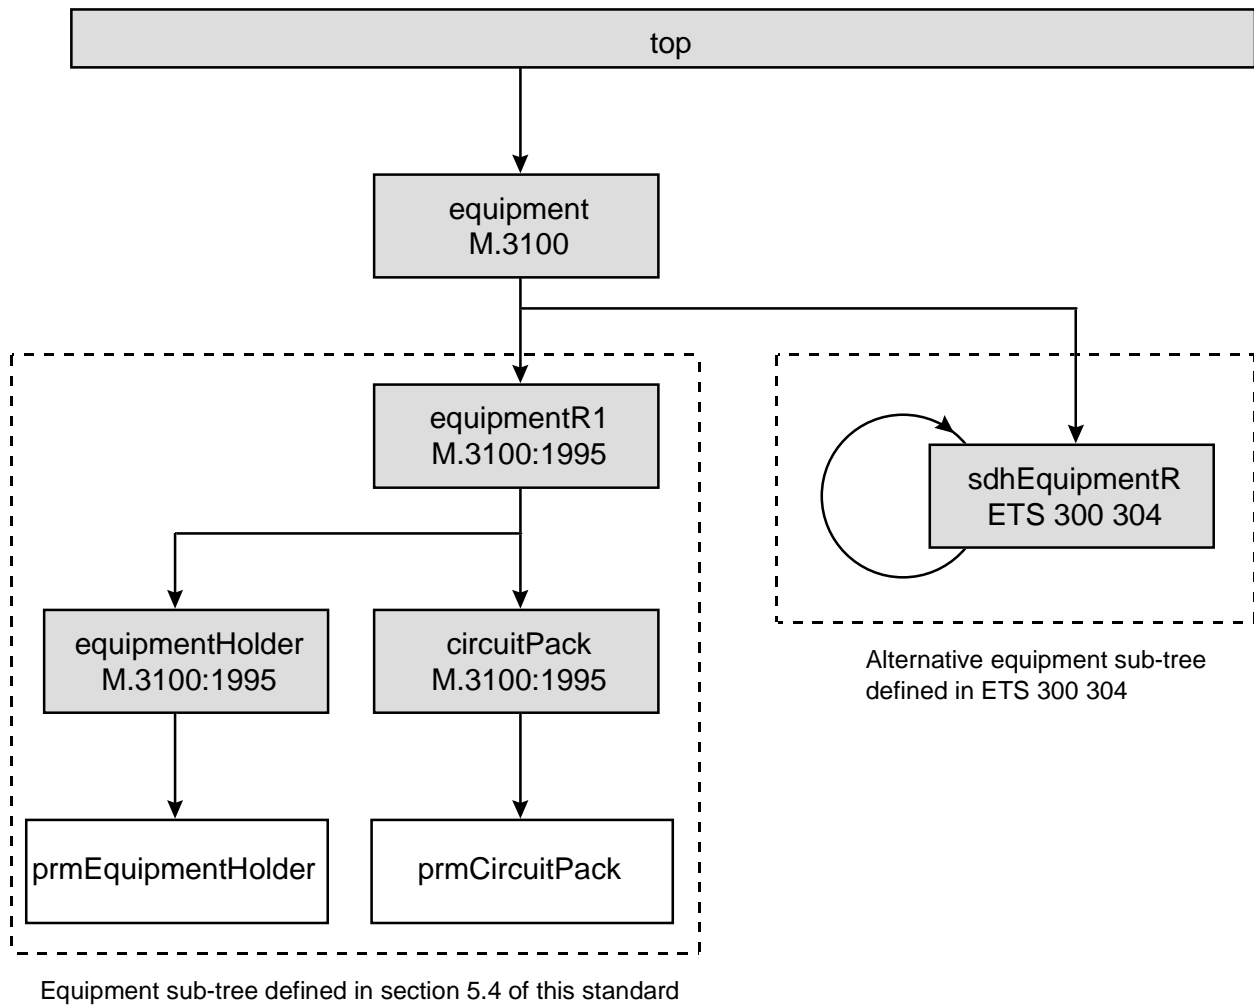 top
equipment
M.3100
equipmentR1
M.3100:1995
sdhEquipmentR
ETS 300 304
equipmentHolder
M.3100:1995
circuitPack
M.3100:1995
Alternative equipment sub-tree
defined in ETS 300 304
prmEquipmentHolder
prmCircuitPack
Equipment sub-tree defined in section 5.4 of this standard